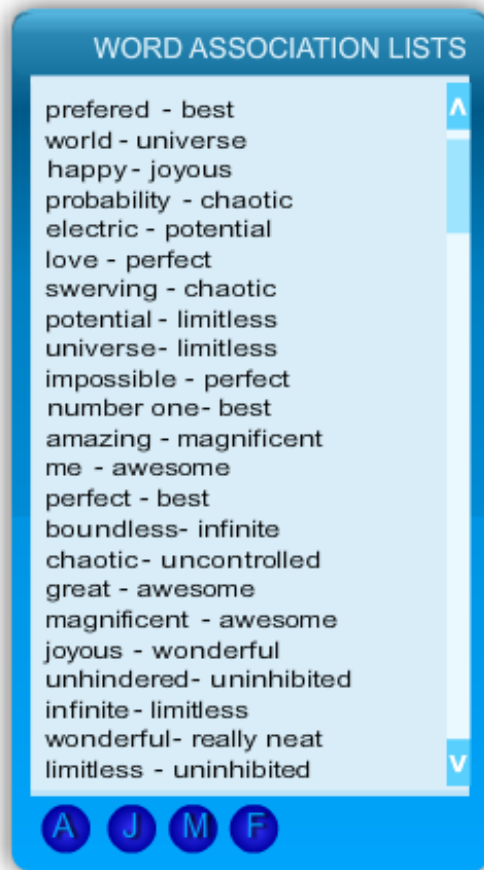 WORD ASSOCIATION LISTS
prefered - best
world - universe
happy - joyous
probability - chaotic
electric - potential
love - perfect
swerving - chaotic
potential - limitless
universe- limitless
impossible - perfect
number one- best
amazing - magnificent
me - awesome
perfect - best
boundless- infinite
chaotic- uncontrolled
great - awesome
magnificent - awesome
joyous - wonderful
unhindered- uninhibited
infinite- limitless
wonderful- really neat
limitless - uninhibited
A J M F